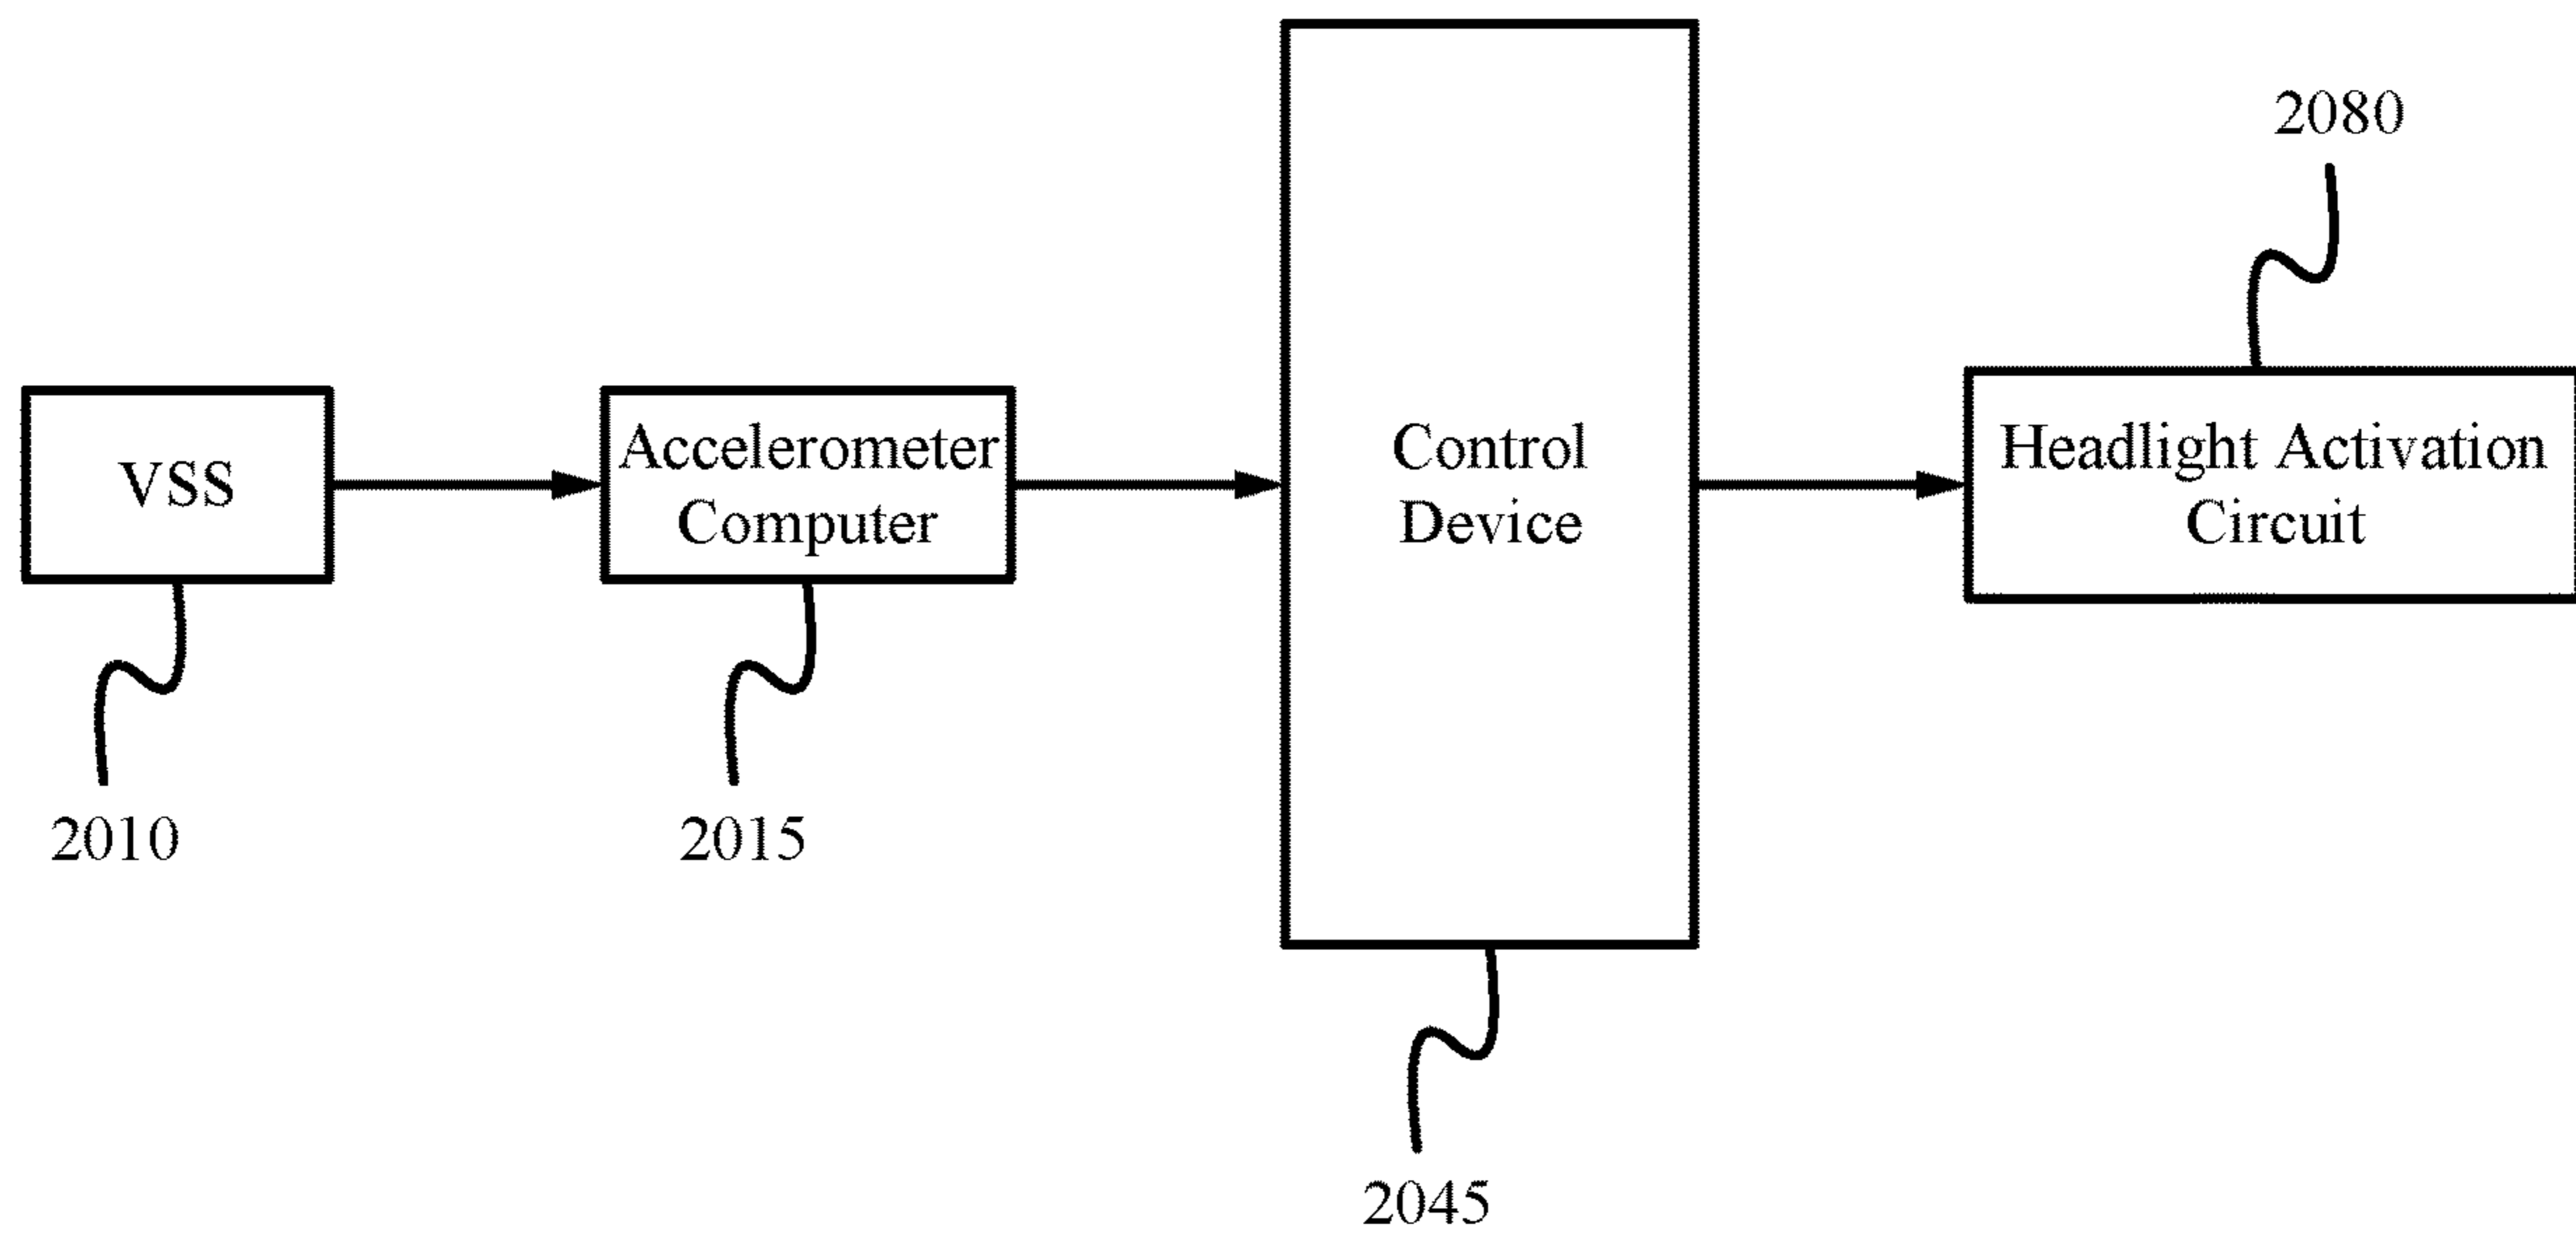 2080
VSS
Accelerometer
Computer
Control
Device
Headlight Activation
Circuit
2010
2015
2045